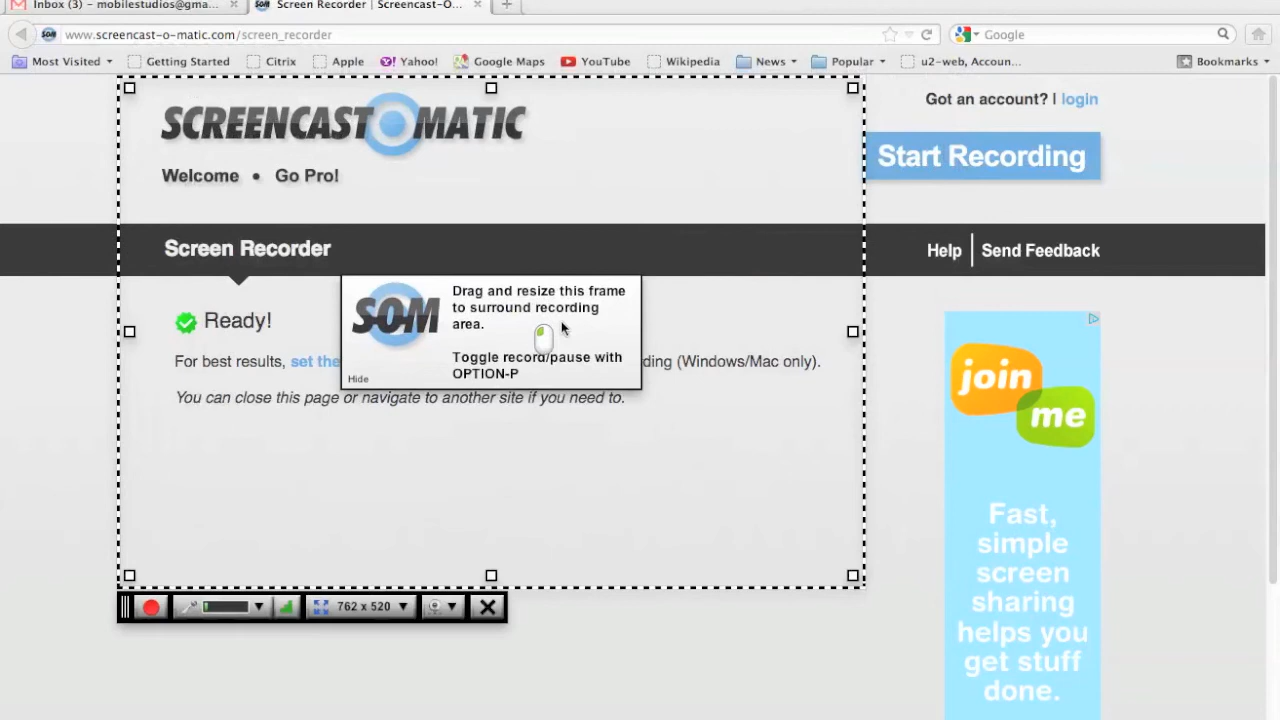 Inbox (3) - mobilestudios@gma...
Screen Recorder | Screencast-O...
www.screencast-o-matic.com/screen_recorder
Google
Most Visited
Getting Started
Citrix
Apple
Yahoo!
Google Maps
YouTube
Wikipedia
News
Popular
u2-web, Accoun...
Bookmarks
SCREENCAST O MATIC
Got an account? | login
Start Recording
Welcome • Go Pro!
Screen Recorder
Help
Send Feedback
SOM
Drag and resize this frame
to surround recording
area.
Toggle record/pause with
OPTION-P
Hide
Ready!
For best results, set the
ding (Windows/Mac only).
You can close this page or navigate to another site if you need to.
762 x 520
join
me
Fast,
simple
screen
sharing
helps you
get stuff
done.